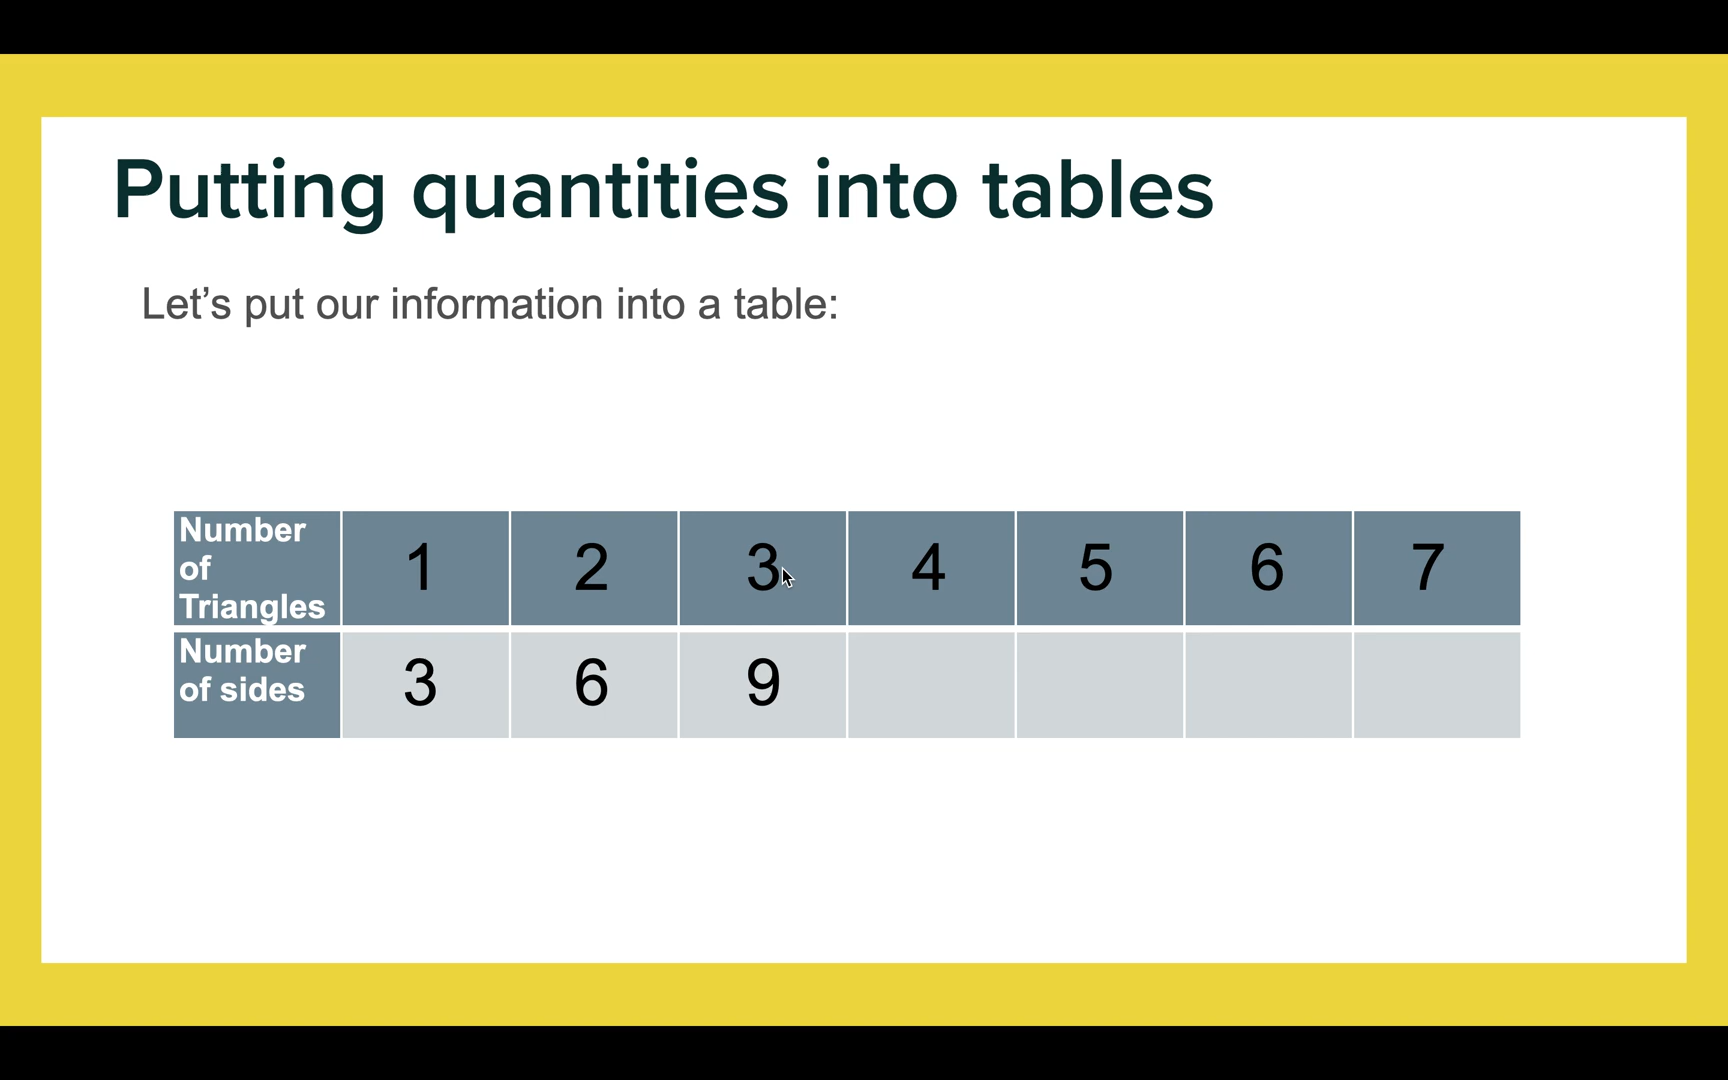 Putting quantities into tables
Let’s put our information into a table:
Number
of
Triangles
1 2 3 4 5 6 7
Number
of sides
3 6 9